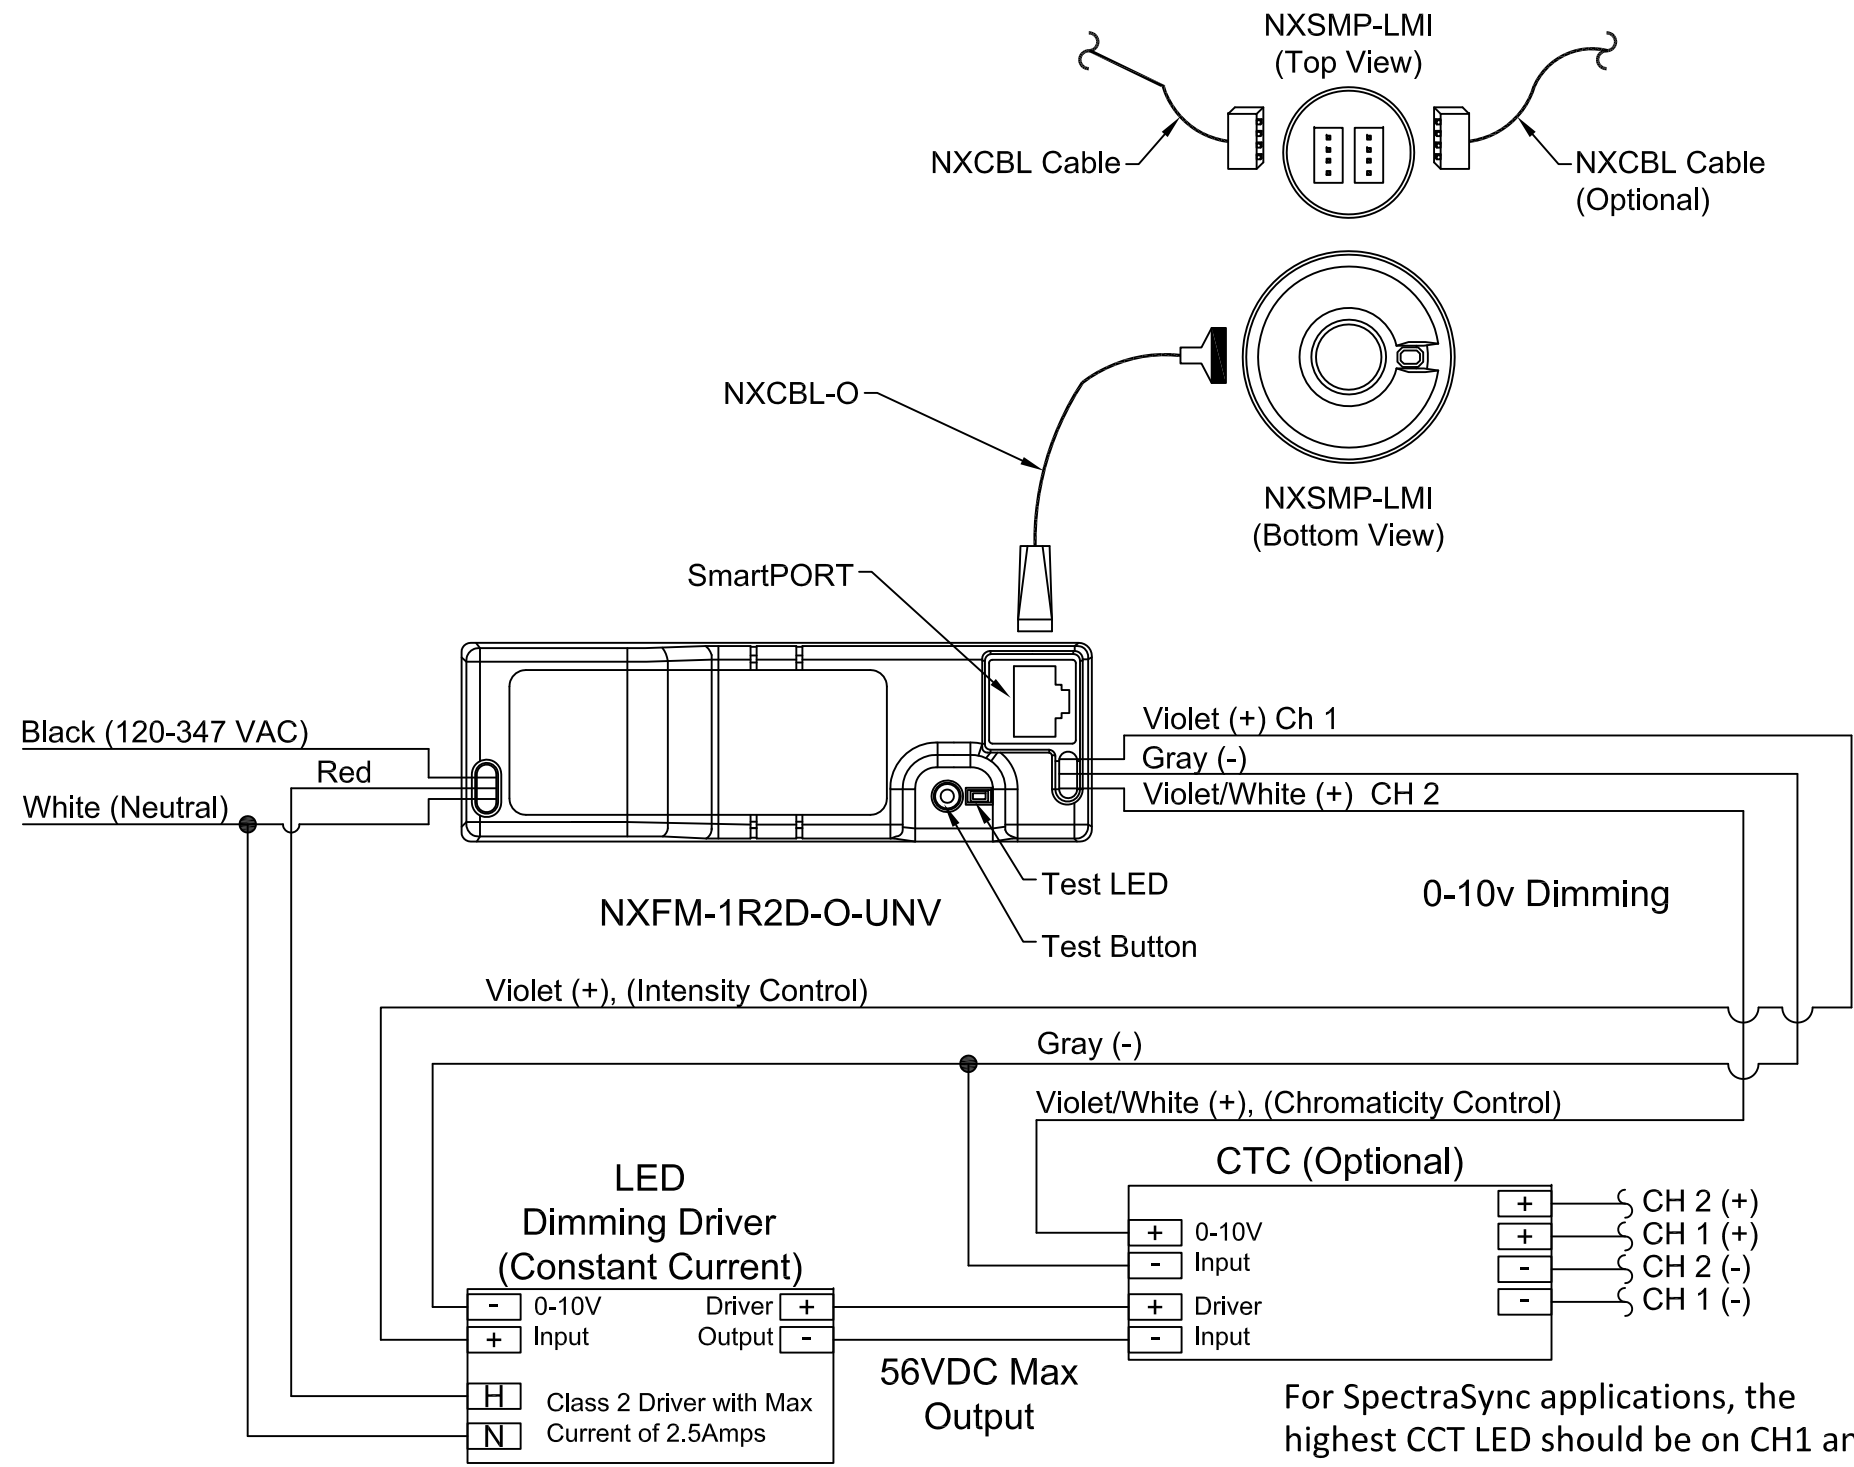 NXSMP-LMI
(Top View)
NXCBL Cable
NXCBL Cable
(Optional)
NXCBL-O
NXSMP-LMI
(Bottom View)
SmartPORT
Black (120-347 VAC)
Red
White (Neutral)
Violet (+) Ch 1
Gray (-)
Violet/White (+) CH 2
Test LED
Test Button
NXFM-1R2D-O-UNV
0-10v Dimming
Violet (+), (Intensity Control)
Gray (-)
Violet/White (+), (Chromaticity Control)
LED
Dimming Driver
(Constant Current)
- 0-10V
+ Input
Driver +
Output -
H
N
Class 2 Driver with Max
Current of 2.5Amps
56VDC Max
Output
CTC (Optional)
+ 0-10V
- Input
+ Driver
- Input
+ CH 2 (+)
+ CH 1 (+)
- CH 2 (-)
- CH 1 (-)
For SpectraSync applications, the
highest CCT LED should be on CH1